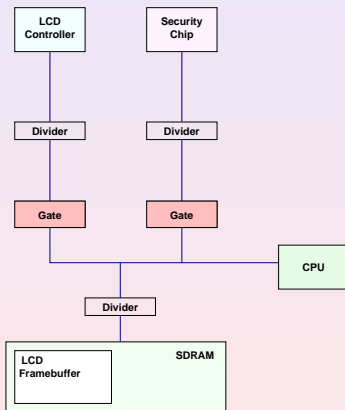 LCD
Controller
Security
Chip
Divider
Divider
Gate
Gate
CPU
Divider
SDRAM
LCD
Framebuffer